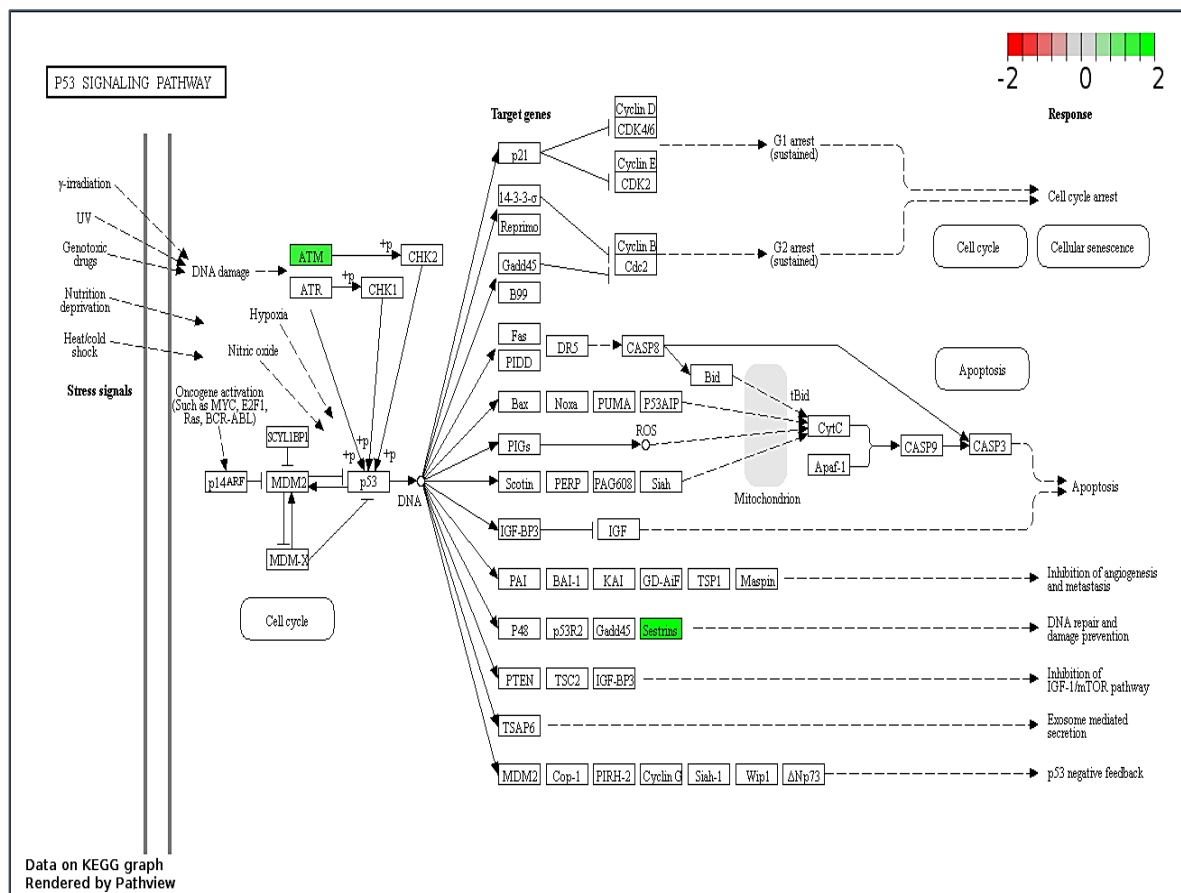 P53 SIGNALING PATHWAY
-2 0 2
Target genes
Response
Cyclin D
CDK4/6
p21
G1 arrest
(sustained)
Cyclin E
CDK2
γ-irradiation
14-3-3-σ
Cell cycle arrest
UV
Reprimo
+p
Cyclin B
G2 arrest
(sustained)
Cell cycle
Cellular senescence
Genotoxic
drugs
ATM
CHK2
Gadd45
Cdc2
DNA damage
+p
ATR
CHK1
B99
Nutrition
deprivation
Hypoxia
Fas
Heat/cold
shock
Nitric oxide
DR5
CASP8
PIDD
Apoptosis
Bid
Stress signals
Oncogene activation
(Such as MYC, E2F1,
Ras, BCR-ABL)
tBid
Bax
Noxa
PUMA
P53AIP
CytC
SCYL1BP1
+p
+p
+p
ROS
PIGs
CASP9
CASP3
Apaf-1
p14ARF
MDM2
p53
DNA
Scotin
PERP
PAG608
Siah
Mitochondrion
Apoptosis
IGF-BP3
IGF
MDM-X
PAI
BAI-1
KAI
GD-AiF
TSP1
Maspin
Inhibition of angiogenesis
and metastasis
Cell cycle
P48
p53R2
Gadd45
Sestrins
DNA repair and
damage prevention
PTEN
TSC2
IGF-BP3
Inhibition of
IGF-1/mTOR pathway
TSAP6
Exosome mediated
secretion
MDM2
Cop-1
PIRH-2
Cyclin G
Siah-1
Wip1
ΔNp73
p53 negative feedback
Data on KEGG graph
Rendered by Pathview